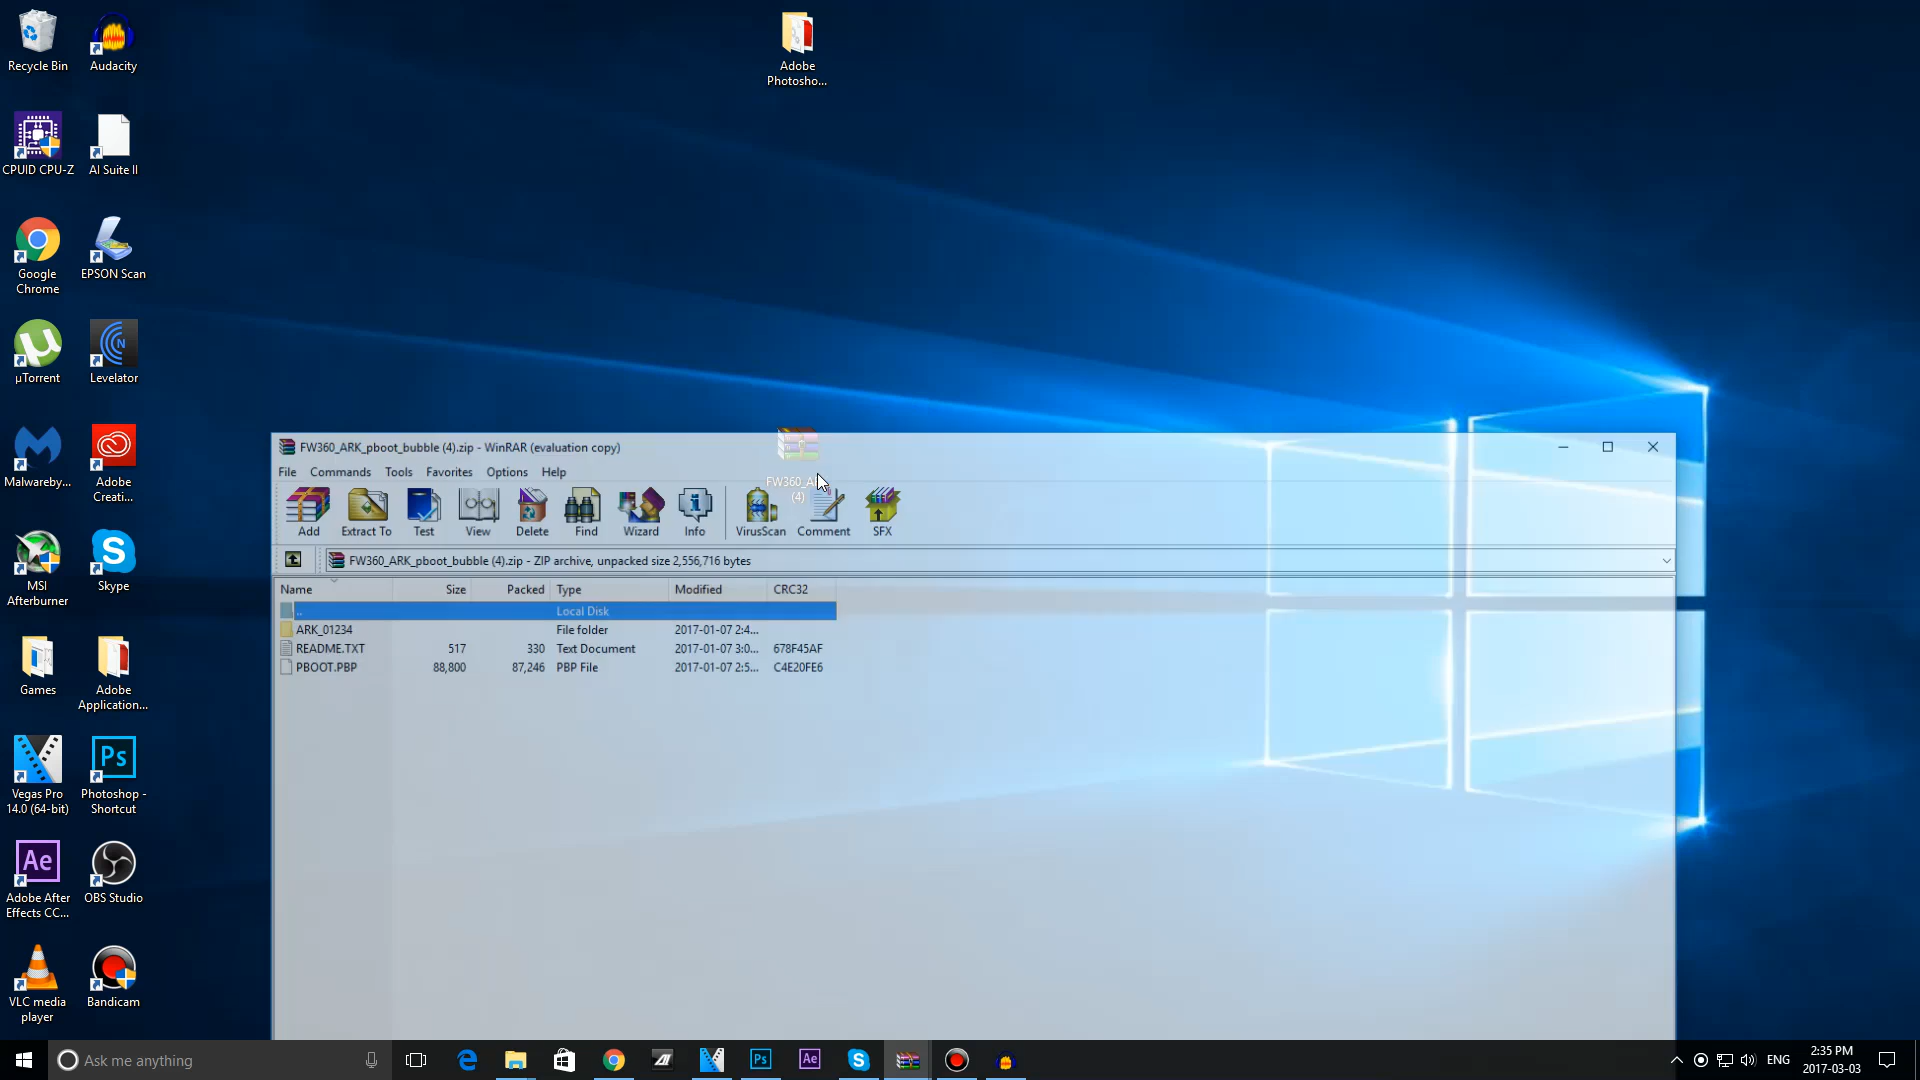 Recycle Bin
Audacity
Adobe
Photosho...
CPUID CPU-Z
AI Suite II
Google
Chrome
EPSON Scan
µTorrent
Levelator
Malwareby...
Adobe
Creati...
MSI
Afterburner
Skype
Games
Adobe
Application...
Vegas Pro
14.0 (64-bit)
Photoshop -
Shortcut
Adobe After
Effects CC...
OBS Studio
VLC media
player
Bandicam
FW360_ARK_pboot_bubble (4).zip - WinRAR (evaluation copy)
File Commands Tools Favorites Options Help
(4)
Add Extract To Test View Delete Find Wizard Info VirusScan Comment SFX
FW360_ARK_pboot_bubble (4).zip - ZIP archive, unpacked size 2,556,716 bytes
Name Size Packed Type Modified CRC32
.. Local Disk
ARK_01234 File folder 2017-01-07 2:4...
README.TXT 517 330 Text Document 2017-01-07 3:0... 678F45AF
PBOOT.PBP 88,800 87,246 PBP File 2017-01-07 2:5... C4E20FE6
Ask me anything
ENG
2:35 PM
2017-03-03